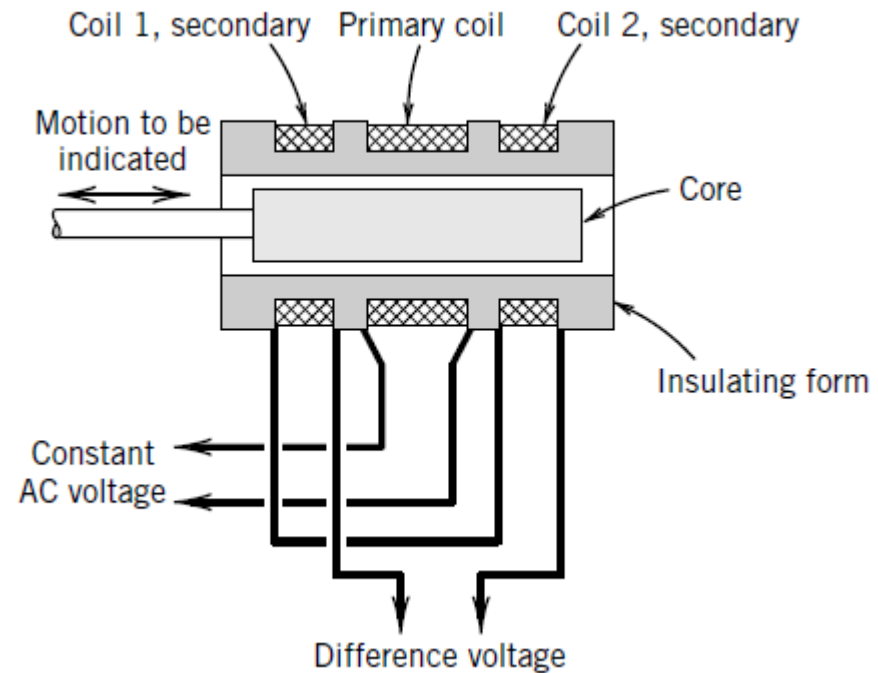 Coil 1, secondary
Primary coil
Coil 2, secondary
Motion to be
indicated
Core
Insulating form
Constant
AC voltage
Difference voltage